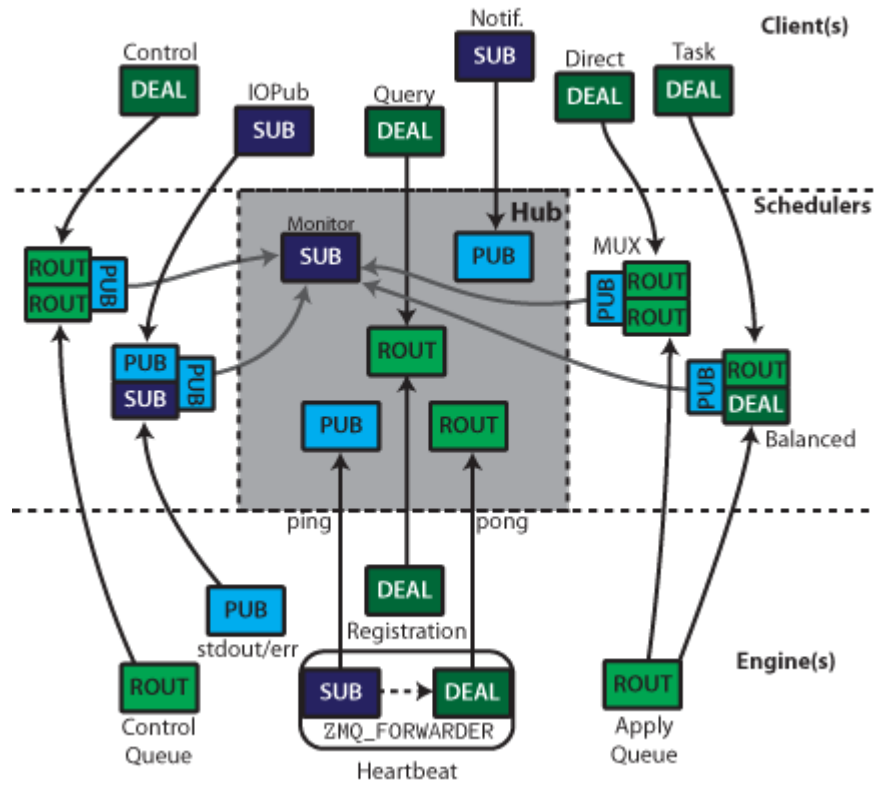 Notif.
Client(s)
Control
SUB
Direct
Task
DEAL
IOPub
Query
DEAL
DEAL
SUB
DEAL
Schedulers
Hub
Monitor
SUB
PUB
MUX
ROUT
ROUT
PUB
PUB
ROUT
ROUT
PUB
SUB
PUB
ROUT
PUB
ROUT
DEAL
Balanced
PUB
ROUT
ping
pong
DEAL
Registration
PUB
stdout/err
Engine(s)
ROUT
Control
Queue
SUB
DEAL
ZMQ_FORWARDER
Heartbeat
ROUT
Apply
Queue